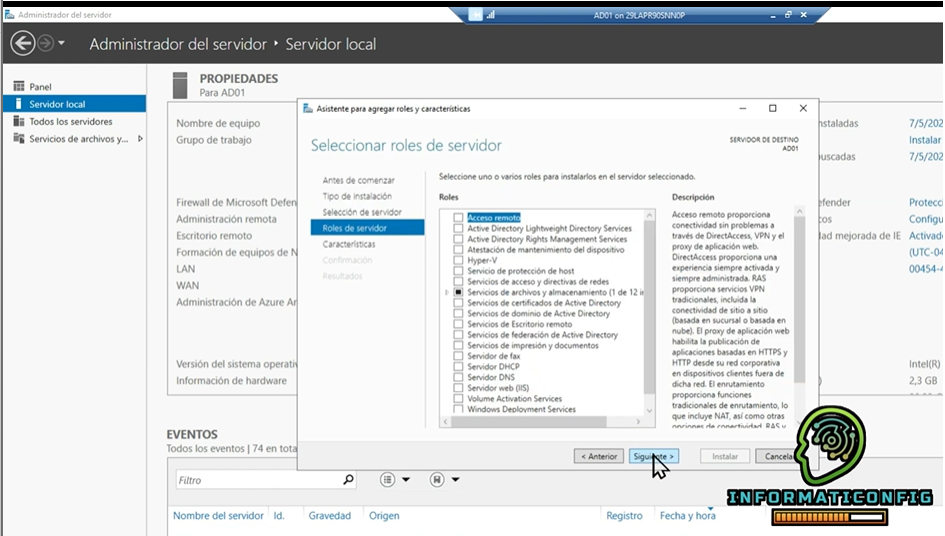 Administrador del servidor
AD01 on 29LAPR90SNN0P
Administrador del servidor ‣ Servidor local
Panel
Servidor local
Todos los servidores
Servicios de archivos y...
PROPIEDADES
Para AD01
Nombre de equipo
Grupo de trabajo
Firewall de Microsoft Defen
Administración remota
Escritorio remoto
Formación de equipos de N
LAN
WAN
Administración de Azure Ar
Versión del sistema operativ
Información de hardware
nstaladas
7/5/202
Instalar
uscadas
7/5/202
efender
Protecc
cos
Configu
dad mejorada de IE
Activad
(UTC-04
00454-4
Intel(R)
2,3 GB
Asistente para agregar roles y características
Seleccionar roles de servidor
SERVIDOR DE DESTINO
AD01
Antes de comenzar
Tipo de instalación
Selección de servidor
Roles de servidor
Características
Confirmación
Resultados
Seleccione uno o varios roles para instalarlos en el servidor seleccionado.
Roles
Acceso remoto
Active Directory Lightweight Directory Services
Active Directory Rights Management Services
Atestación de mantenimiento del dispositivo
Hyper-V
Servicio de protección de host
Servicios de acceso y directivas de redes
Servicios de archivos y almacenamiento (1 de 12 in
Servicios de certificados de Active Directory
Servicios de dominio de Active Directory
Servicios de Escritorio remoto
Servicios de federación de Active Directory
Servicios de impresión y documentos
Servidor de fax
Servidor DHCP
Servidor DNS
Servidor web (IIS)
Volume Activation Services
Windows Deployment Services
Descripción
Acceso remoto proporciona
conectividad sin problemas a
través de DirectAccess, VPN y el
proxy de aplicación web.
DirectAccess proporciona una
experiencia siempre activada y
siempre administrada. RAS
proporciona servicios VPN
tradicionales, incluida la
conectividad de sitio a sitio
(basada en sucursal o basada en
nube). El proxy de aplicación web
habilita la publicación de
aplicaciones basadas en HTTPS y
HTTP desde su red corporativa
en dispositivos cliente fuera de
dicha red. El enrutamiento
proporciona funciones
tradicionales de enrutamiento, lo
que incluye NAT, así como otras
opciones de conectividad. RAS y
< Anterior
Siguiente >
Instalar
Cancela
EVENTOS
Todos los eventos | 74 en tota
Filtro
Nombre del servidor
Id.
Gravedad
Origen
Registro
Fecha y hora
INFORMATICONFIG